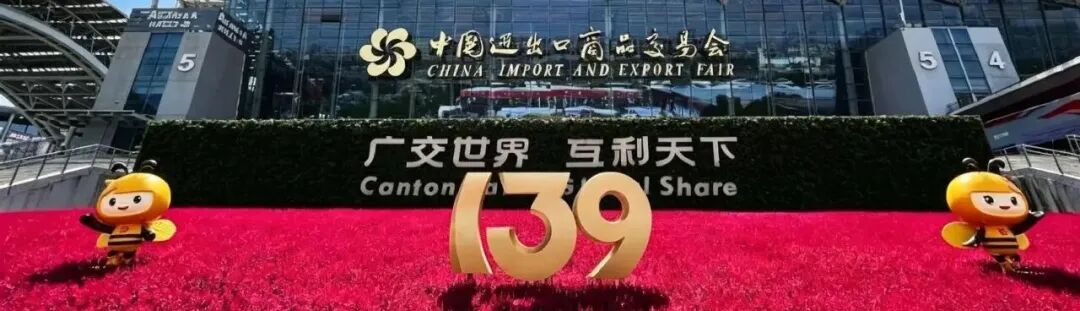 5
中国进出口商品交易会
CHINA IMPORT AND EXPORT FAIR
5
4
广交世界 互利天下
Canton
Share
139